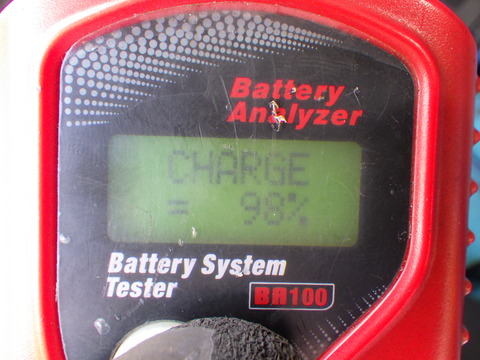 Battery
Analyzer
CHARGE
= 98%
Battery System
Tester
BA100